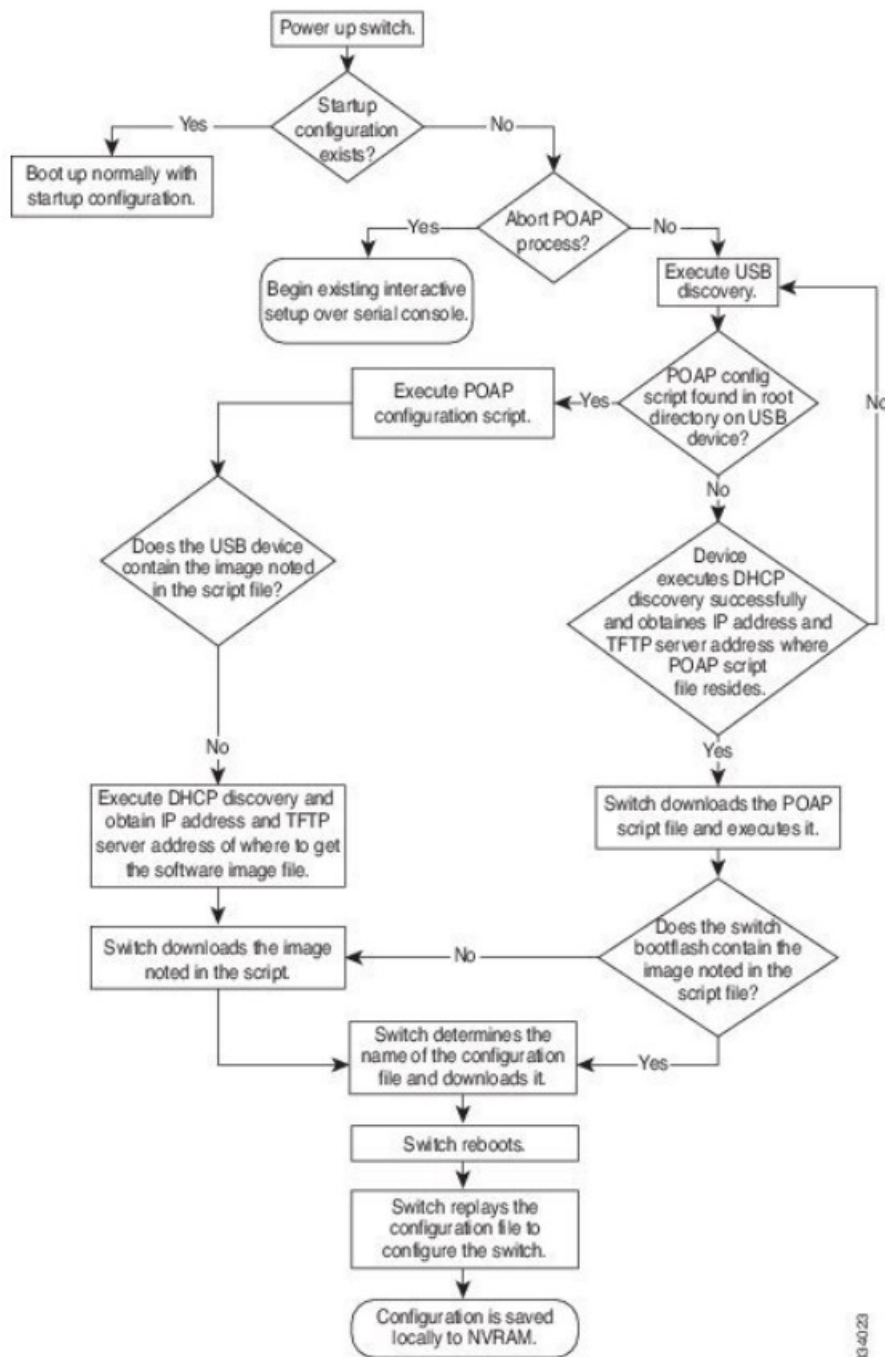 Power up switch.
Startup
configuration
exists?
Yes
No
Boot up normally with
startup configuration.
Abort POAP
process?
Yes
No
Begin existing interactive
setup over serial console.
Execute USB
discovery.
POAP config
script found in root
directory on USB
device?
Yes
No
Execute POAP
configuration script.
No
Does the USB device
contain the image noted
in the script file?
Device
executes DHCP
discovery successfully
and obtaines IP address and
TFTP server address where
POAP script
file resides.
No
Yes
Execute DHCP discovery and
obtain IP address and TFTP
server address of where to get
the software image file.
Switch downloads the POAP
script file and executes it.
Does the switch
bootflash contain the
image noted in the
script file?
No
Switch downloads the image
noted in the script.
Yes
Switch determines the
name of the configuration
file and downloads it.
Switch reboots.
Switch replays the
configuration file to
configure the switch.
Configuration is saved
locally to NVRAM.